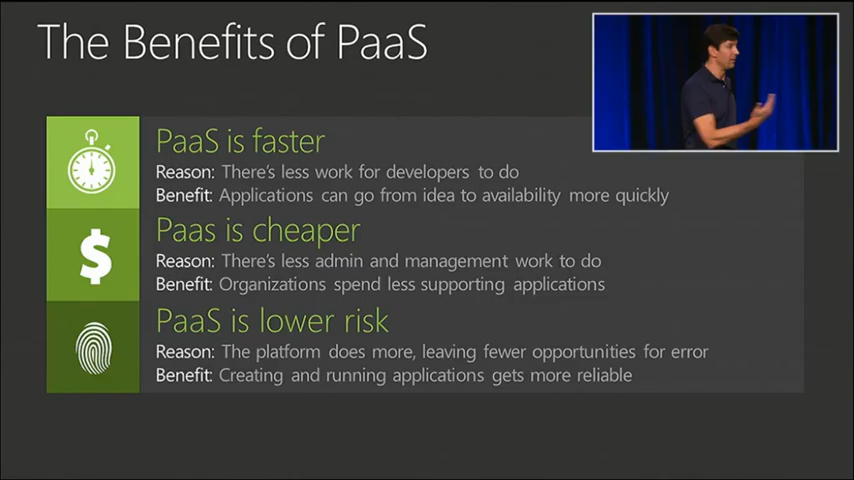 The Benefits of PaaS
PaaS is faster
Reason: There's less work for developers to do
Benefit: Applications can go from idea to availability more quickly
$
Paas is cheaper
Reason: There's less admin and management work to do
Benefit: Organizations spend less supporting applications
PaaS is lower risk
Reason: The platform does more, leaving fewer opportunities for error
Benefit: Creating and running applications gets more reliable